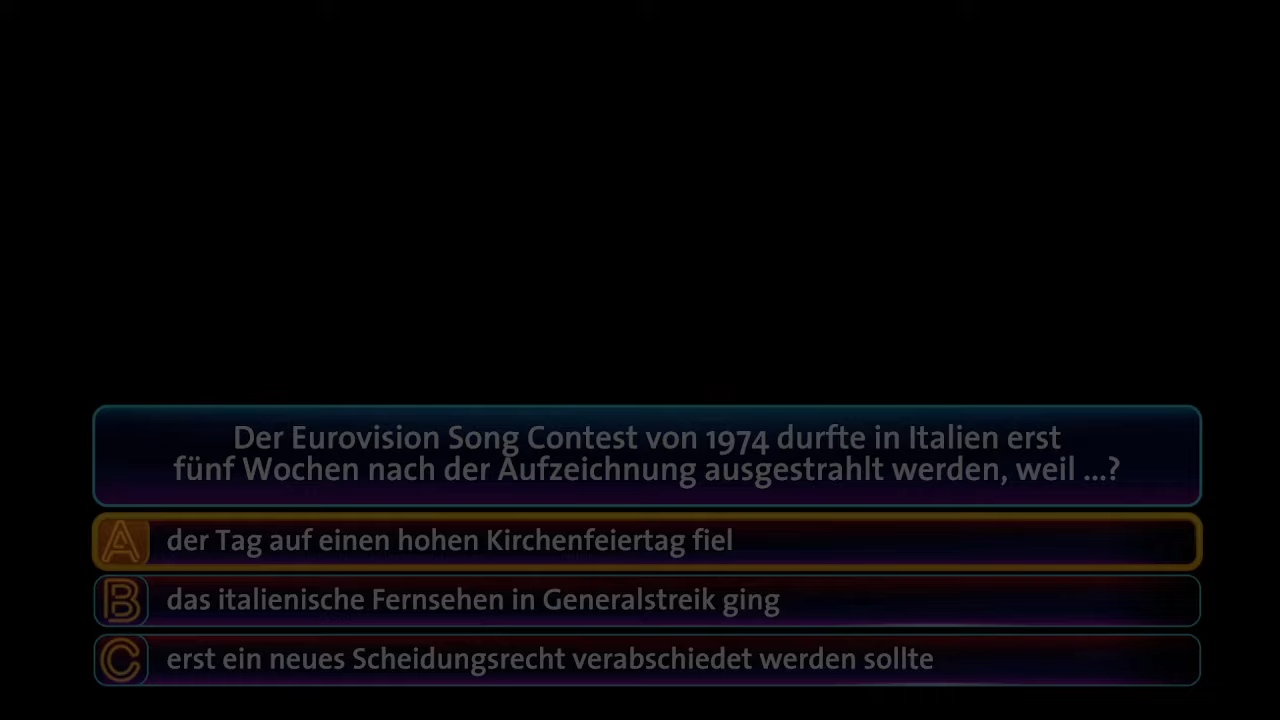 Der Eurovision Song Contest von 1974 durfte in Italien erst
fünf Wochen nach der Aufzeichnung ausgestrahlt werden, weil ...?
A der Tag auf einen hohen Kirchenfeiertag fiel
B das italienische Fernsehen in Generalstreik ging
C erst ein neues Scheidungsrecht verabschiedet werden sollte